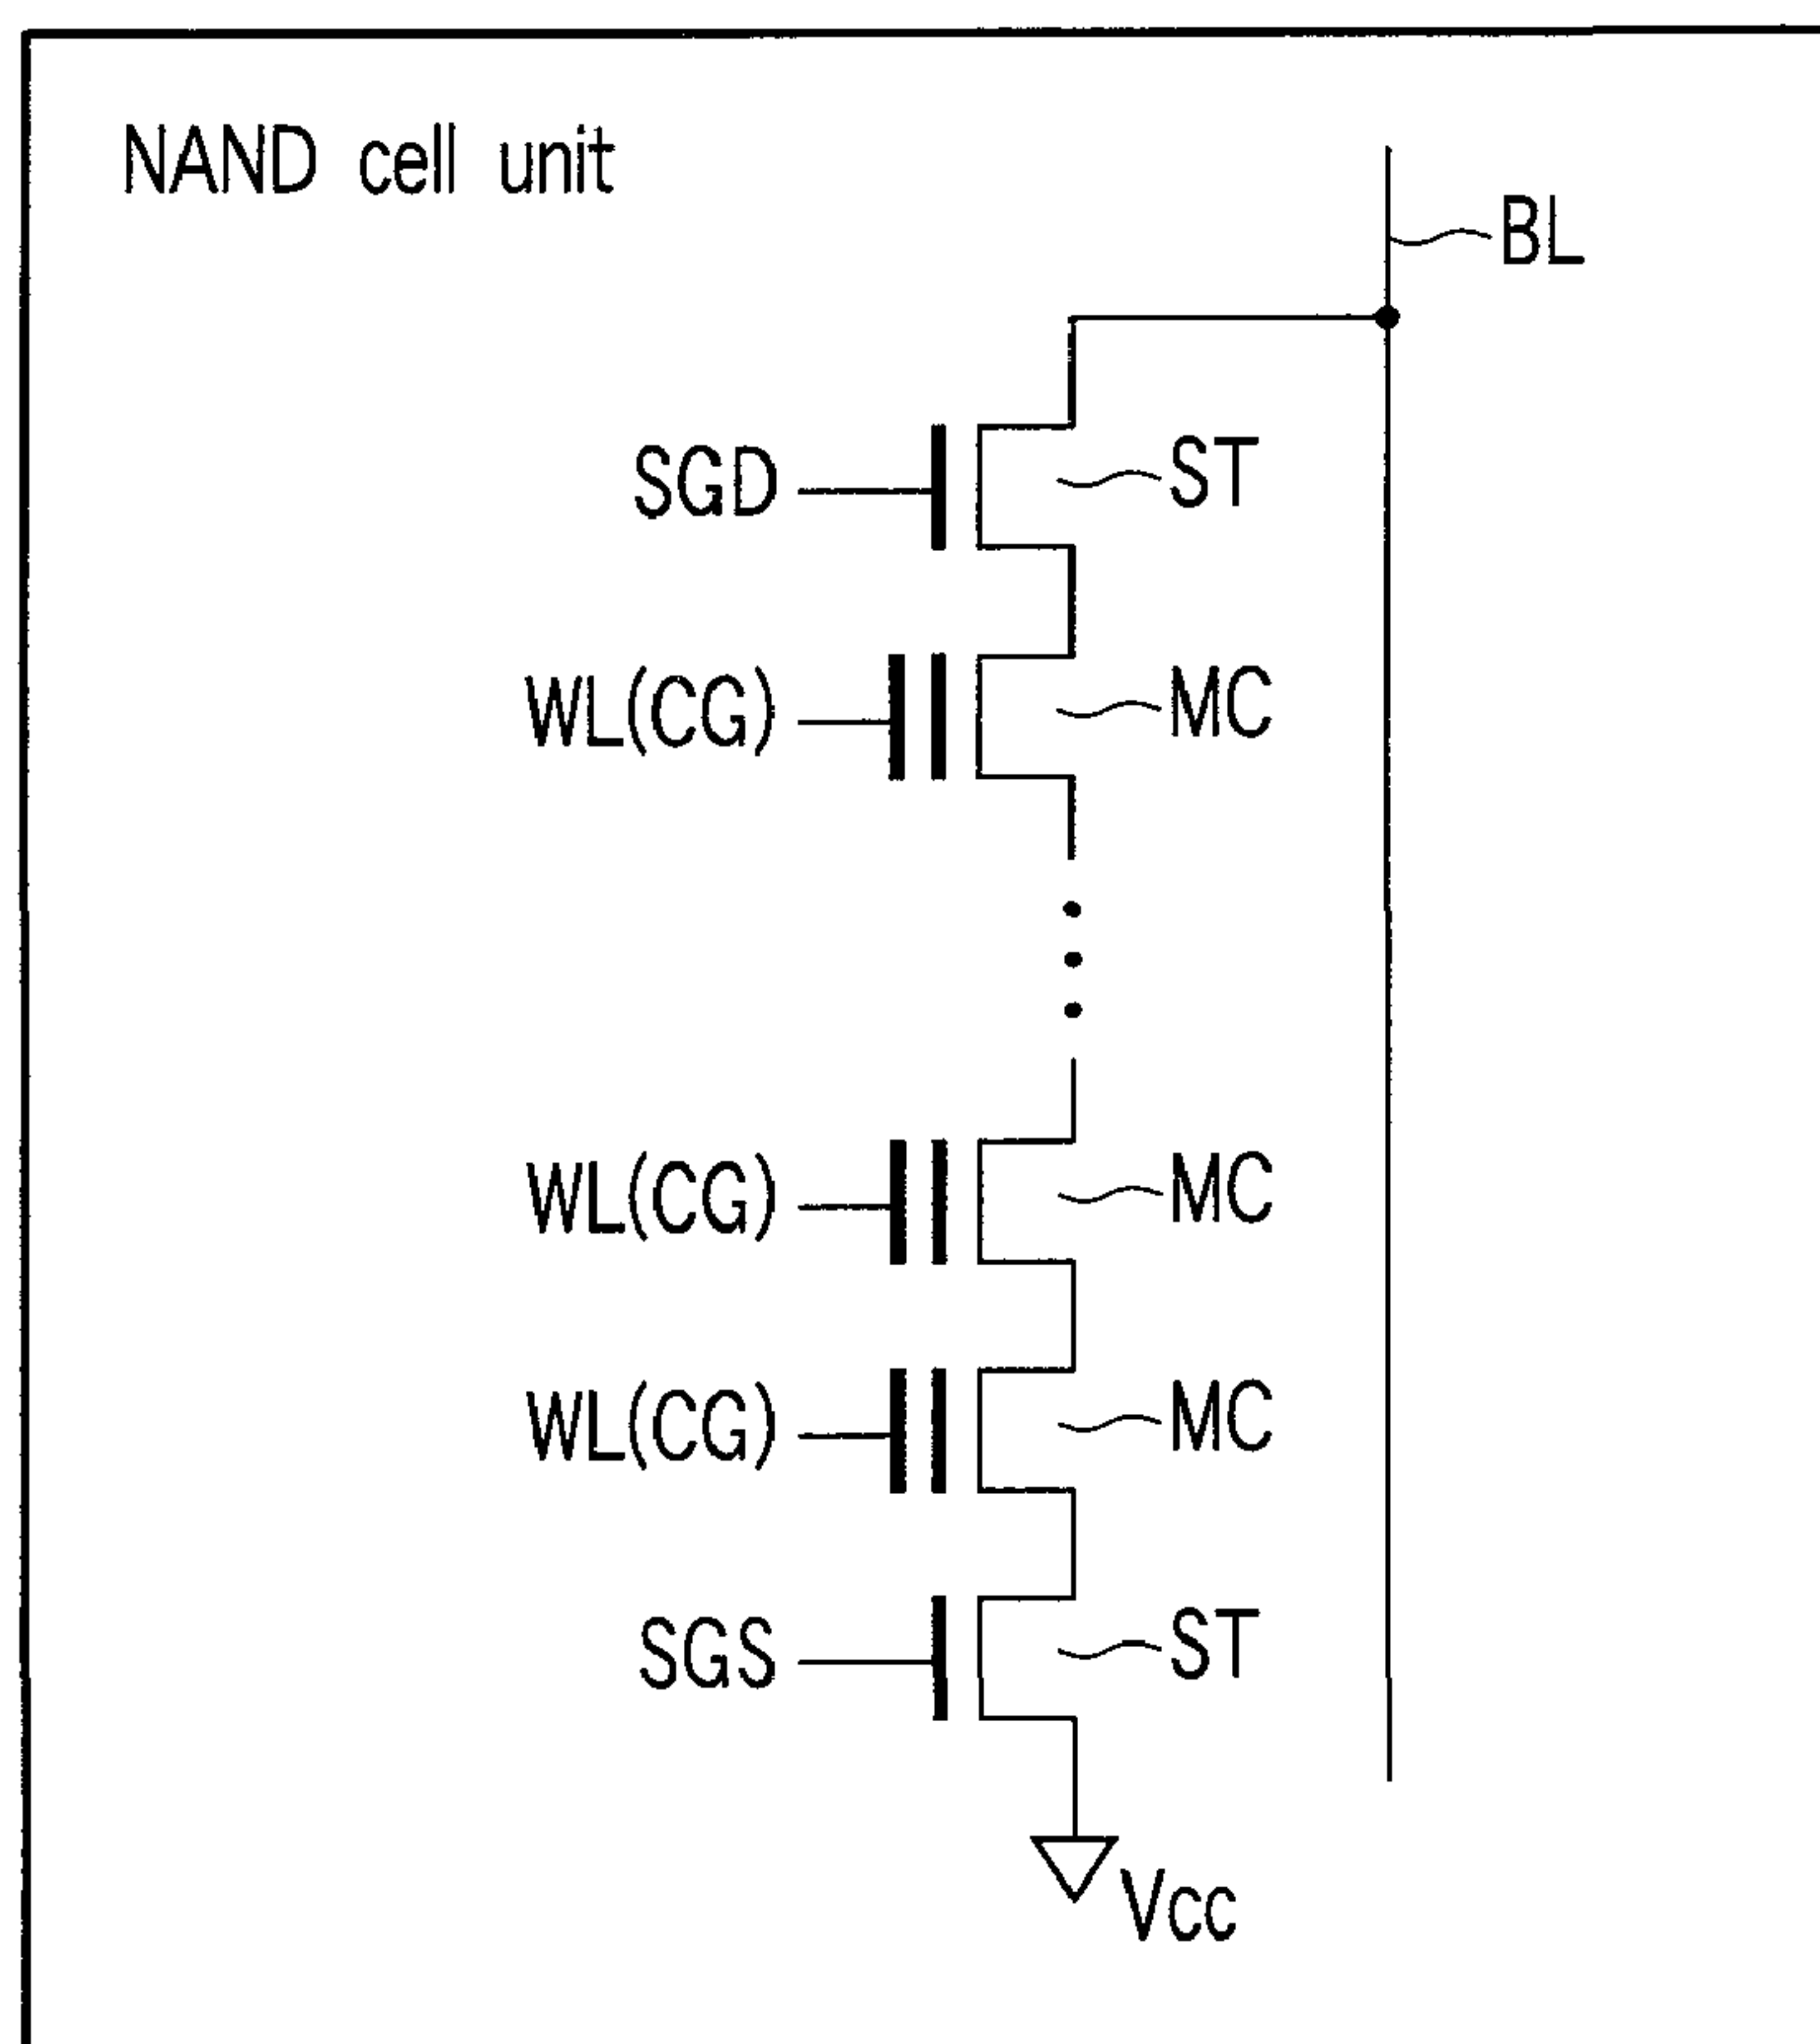 NAND cell unit
BL
SGD ST
WL(CG) MC
WL(CG) MC
WL(CG) MC
SGS ST
Vcc